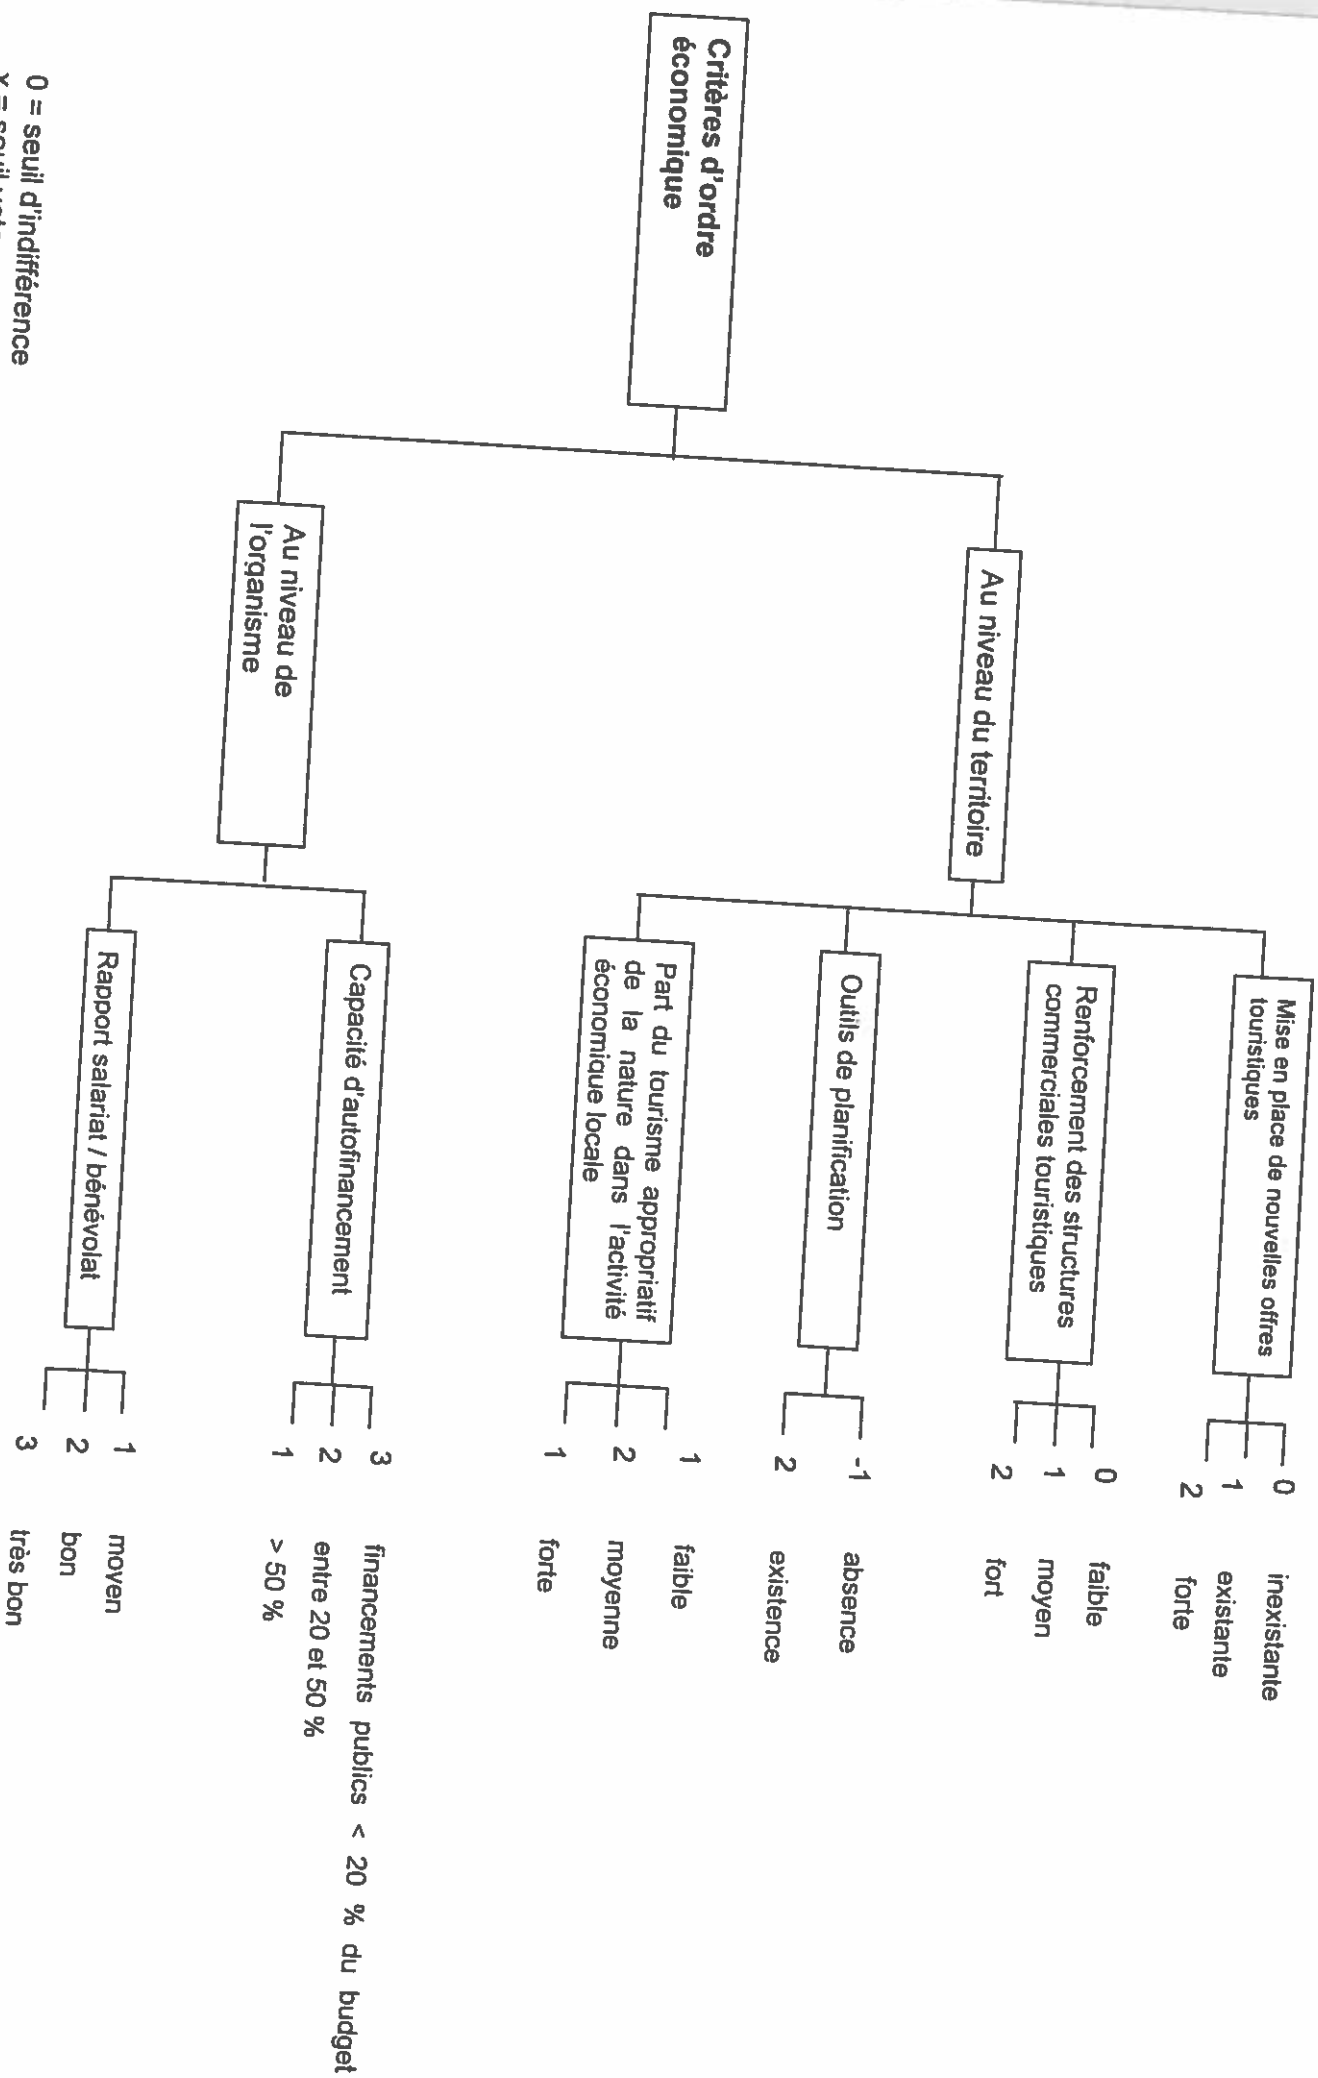 Critères d'ordre
économique
Au niveau du territoire
Mise en place de nouvelles offres
touristiques
0 inexistante
1 existante
2 forte
Renforcement des structures
commerciales touristiques
0 faible
1 moyen
2 fort
Outils de planification
-1 absence
2 existence
Part du tourisme appropriatif
de la nature dans l'activité
économique locale
1 faible
2 moyenne
1 forte
Au niveau de
l'organisme
Capacité d'autofinancement
3 financements publics < 20 % du budget
2 entre 20 et 50 %
1 > 50 %
Rapport salariat / bénévolat
1 moyen
2 bon
3 très bon
0 = seuil d'indifférence
x = seuil